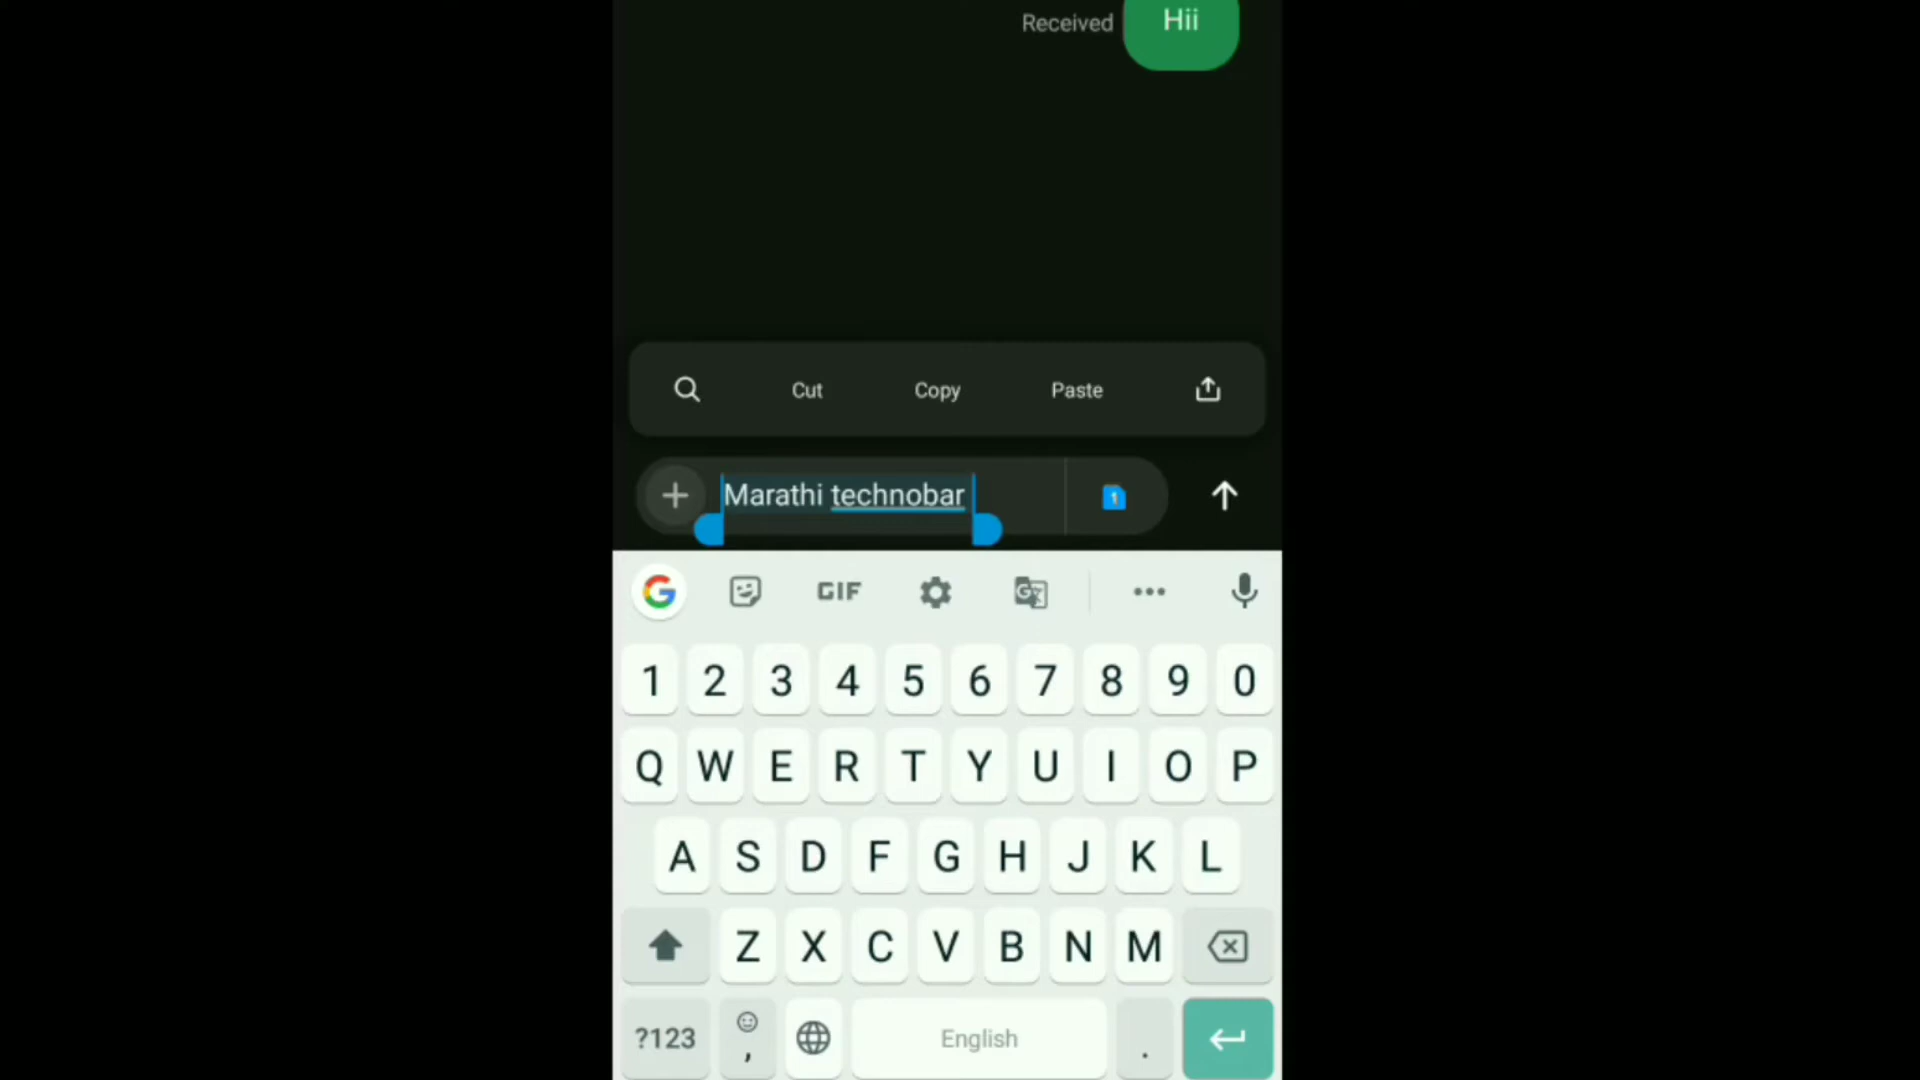 Received Hii
Cut Copy Paste
Marathi technobar 1
G GIF G
1 2 3 4 5 6 7 8 9 0
Q W E R T Y U I O P
A S D F G H J K L
Z X C V B N M
?123 , English .